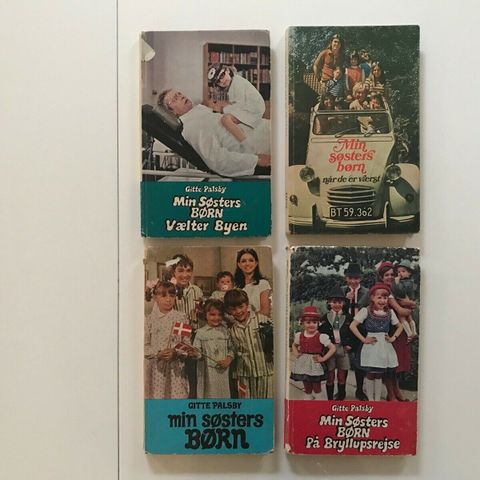 Gitte Palsby
Min Søsters
BØRN
Vælter Byen
Min
søsters
børn
når de er værst
BT 59.362
GITTE PALSBY
min søsters
BØRN
Gitte Palsby
Min Søsters
BØRN
På Bryllupsrejse